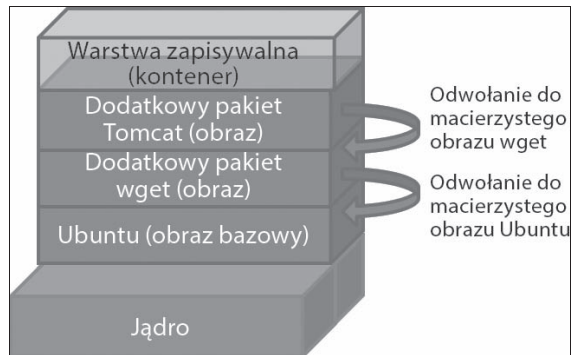 Warstwa zapisywalna
(kontener)
Dodatkowy pakiet
Tomcat (obraz)
Dodatkowy pakiet
wget (obraz)
Ubuntu (obraz bazowy)
Jądro
Odwołanie do
macierzystego
obrazu wget
Odwołanie do
macierzystego
obrazu Ubuntu